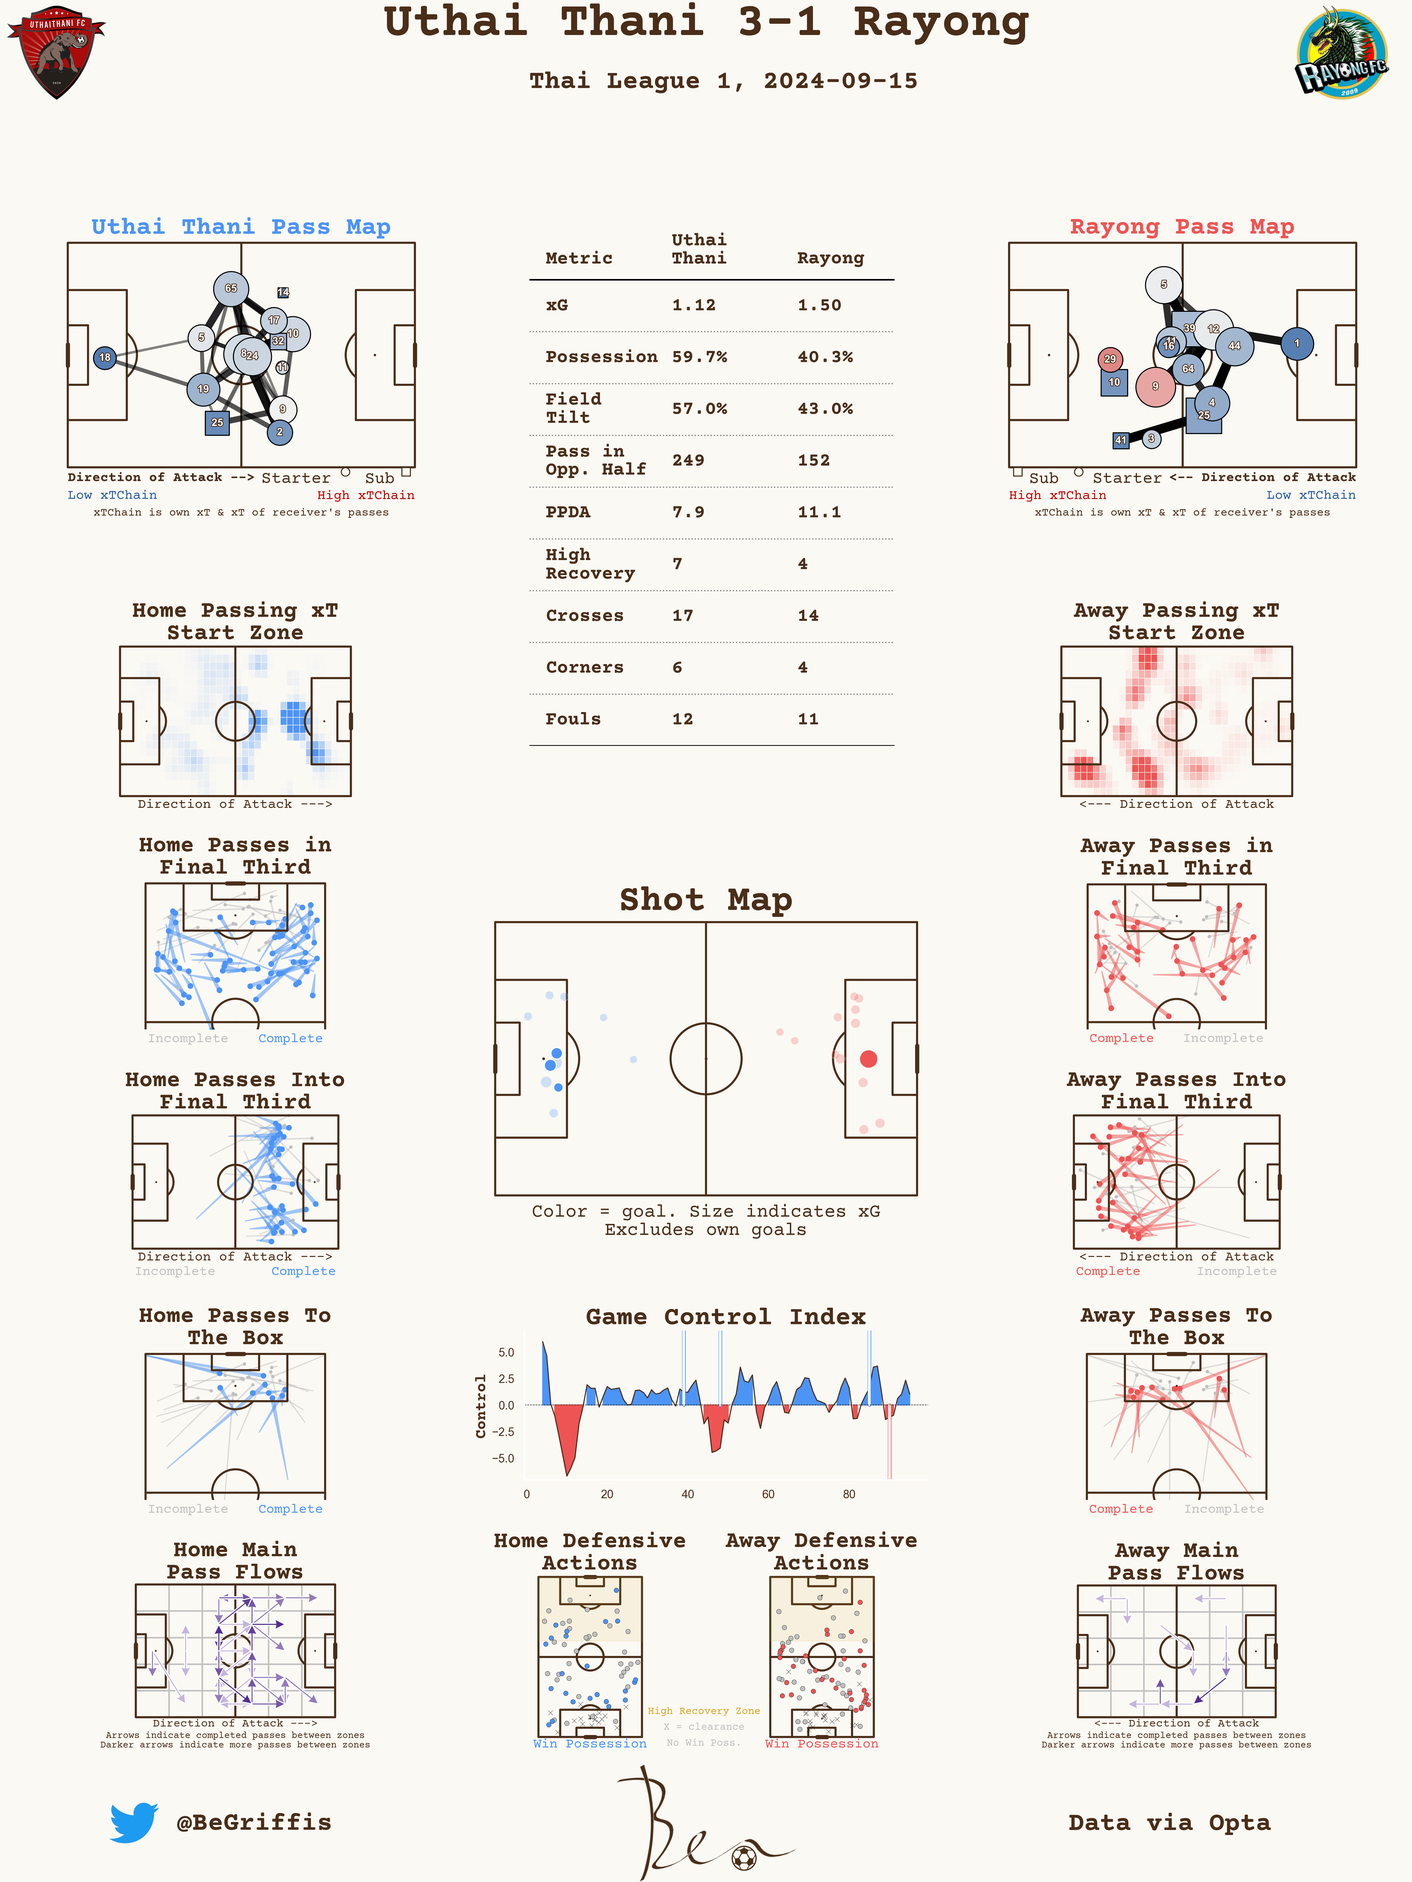 Uthai Thani 3-1 Rayong
Thai League 1, 2024-09-15
UTHAITHANI FC
RAYONG FC.
2009
Uthai Thani Pass Map
65
14
17
10
5
32
8
24
18
11
19
9
25
2
Direction of Attack --> Starter Sub
Low xTChain High xTChain
xTChain is own xT & xT of receiver's passes
Metric Uthai Thani Rayong
xG 1.12 1.50
Possession 59.7% 40.3%
Field Tilt 57.0% 43.0%
Pass in Opp. Half 249 152
PPDA 7.9 11.1
High Recovery 7 4
Crosses 17 14
Corners 6 4
Fouls 12 11
Rayong Pass Map
5
39
12
16
44
1
29
64
10
9
4
25
41
3
Sub Starter <-- Direction of Attack
High xTChain Low xTChain
xTChain is own xT & xT of receiver's passes
Home Passing xT
Start Zone
Direction of Attack --->
Away Passing xT
Start Zone
<--- Direction of Attack
Home Passes in
Final Third
Incomplete Complete
Away Passes in
Final Third
Complete Incomplete
Shot Map
Color = goal. Size indicates xG
Excludes own goals
Home Passes Into
Final Third
Direction of Attack --->
Incomplete Complete
Away Passes Into
Final Third
<--- Direction of Attack
Complete Incomplete
Home Passes To
The Box
Incomplete Complete
Game Control Index
Control
5.0
2.5
0.0
−2.5
−5.0
0 20 40 60 80
Away Passes To
The Box
Complete Incomplete
Home Main
Pass Flows
Direction of Attack --->
Arrows indicate completed passes between zones
Darker arrows indicate more passes between zones
Home Defensive
Actions
Win Possession
High Recovery Zone
X = clearance
No Win Poss.
Away Defensive
Actions
Win Possession
Away Main
Pass Flows
<--- Direction of Attack
Arrows indicate completed passes between zones
Darker arrows indicate more passes between zones
@BeGriffis
Ben
Data via Opta